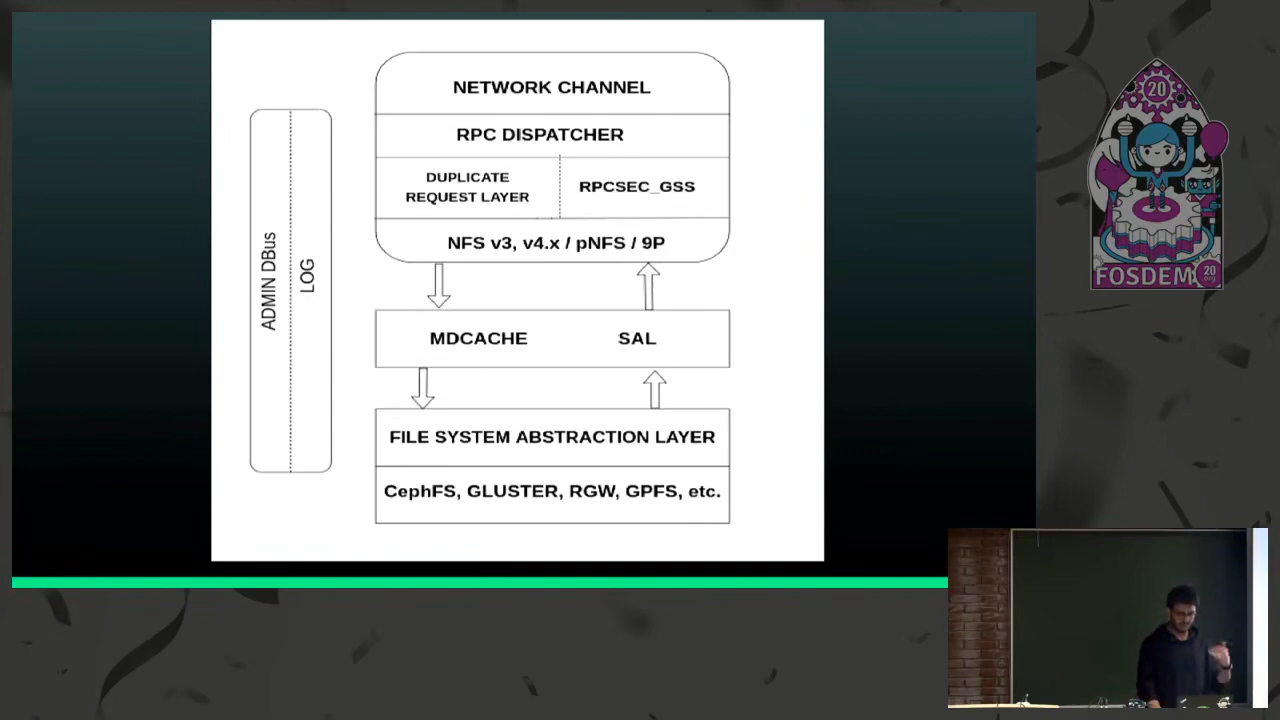 NETWORK CHANNEL
RPC DISPATCHER
DUPLICATE
REQUEST LAYER
RPCSEC_GSS
NFS v3, v4.x / pNFS / 9P
ADMIN DBus
LOG
MDCACHE
SAL
FILE SYSTEM ABSTRACTION LAYER
CephFS, GLUSTER, RGW, GPFS, etc.
20
FOSDEM
20
.org